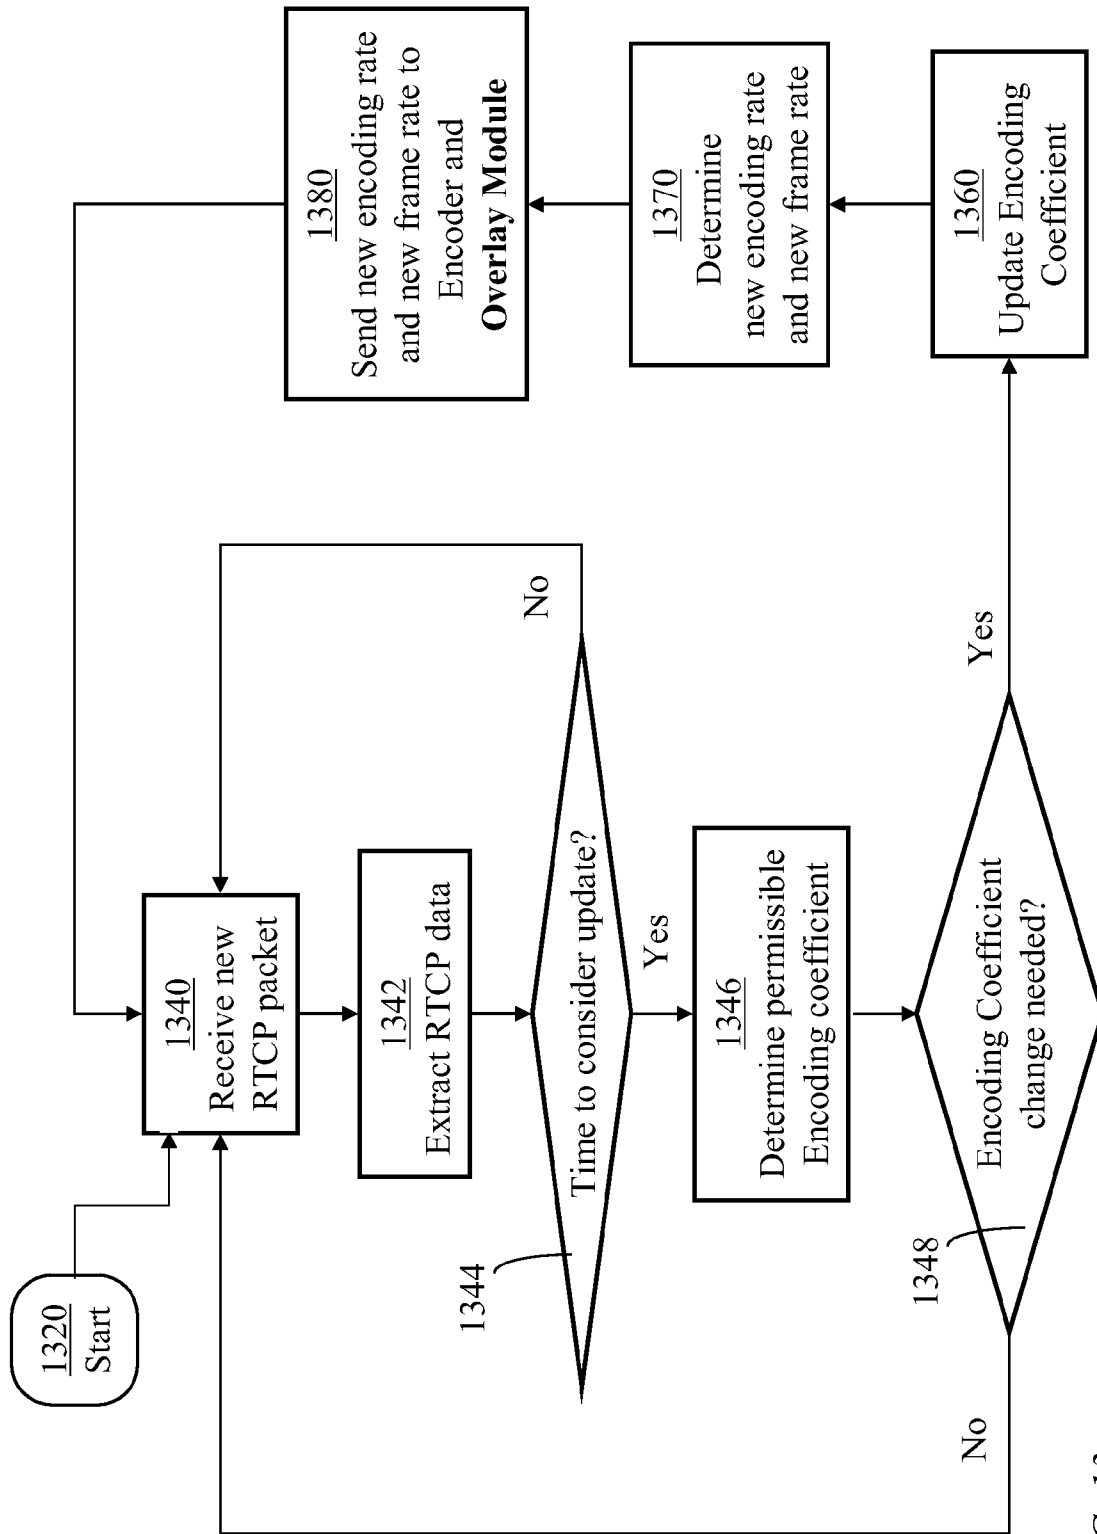 1320
Start
1340
Receive new
RTCP packet
1342
Extract RTCP data
1344
Time to consider update?
No
Yes
1346
Determine permissible
Encoding coefficient
1348
Encoding Coefficient
change needed?
No
Yes
1360
Update Encoding
Coefficient
1370
Determine
new encoding rate
and new frame rate
1380
Send new encoding rate
and new frame rate to
Encoder and
Overlay Module